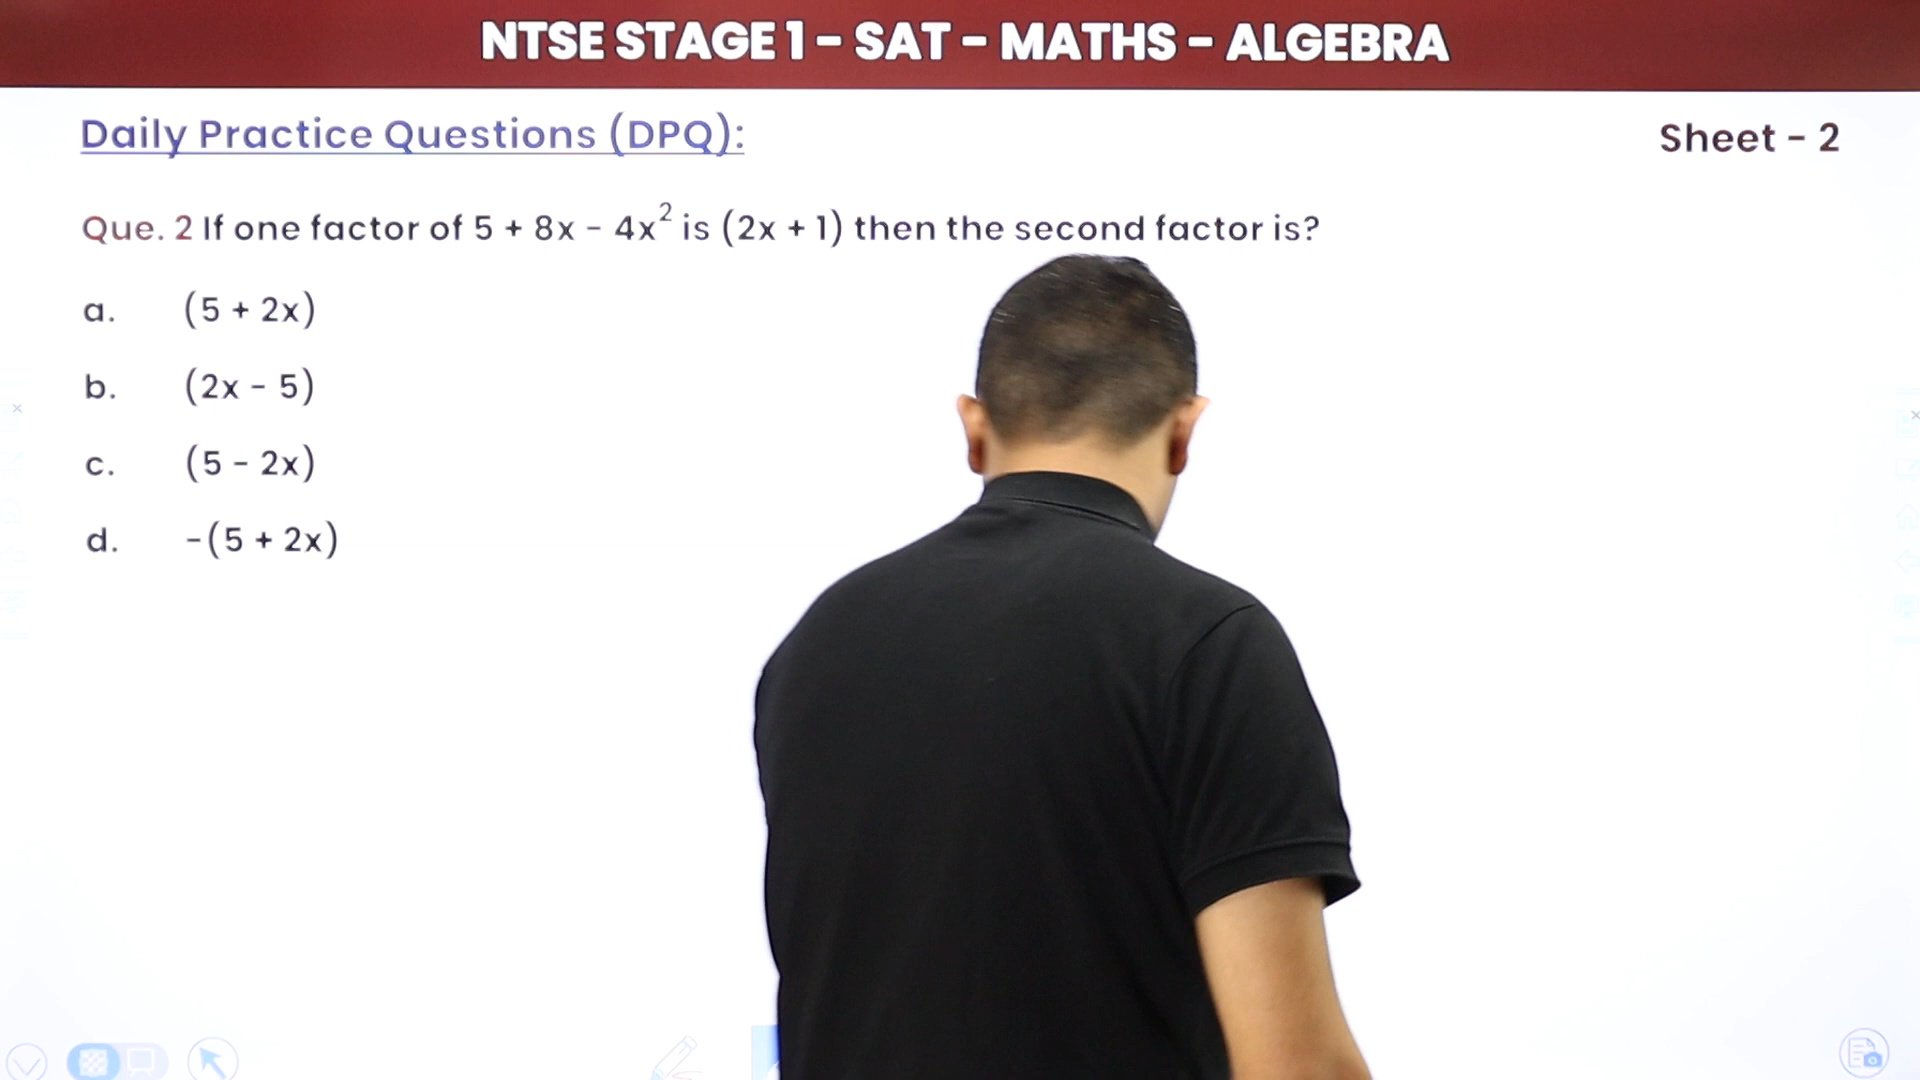 NTSE STAGE 1 - SAT - MATHS - ALGEBRA
Daily Practice Questions (DPQ):
Sheet - 2
Que. 2 If one factor of 5 + 8x - 4x² is (2x + 1) then the second factor is?
a. (5 + 2x)
b. (2x - 5)
c. (5 - 2x)
d. -(5 + 2x)